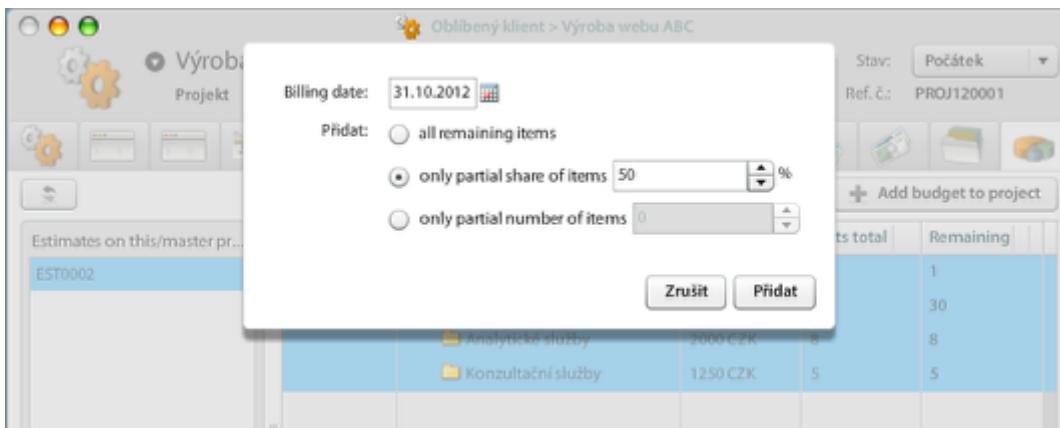 Oblíbený klient > Výroba webu ABC
Projekt
Stav: Počátek
Ref. č.: PROJ120001
Billing date: 31.10.2012
Přidat: all remaining items
only partial share of items 50 %
only partial number of items 0
Zrušit Přidat
Add budget to project
Estimates on this/master pr... total Remaining
EST0002 1
30
Analytické služby 2000 CZK 8 8
Konzultační služby 1250 CZK 5 5